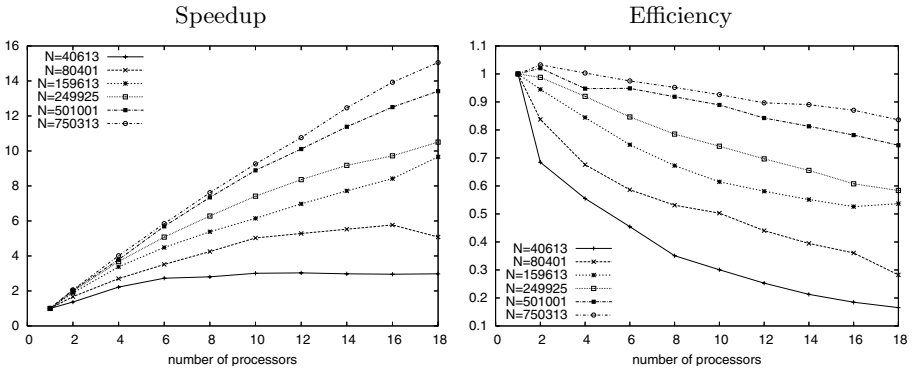 Speedup
Efficiency
16
14
12
10
8
6
4
2
0
N=40613
N=80401
N=159613
N=249925
N=501001
N=750313
0 2 4 6 8 10 12 14 16 18
number of processors
1.1
1
0.9
0.8
0.7
0.6
0.5
0.4
0.3
0.2
0.1
N=40613
N=80401
N=159613
N=249925
N=501001
N=750313
0 2 4 6 8 10 12 14 16 18
number of processors